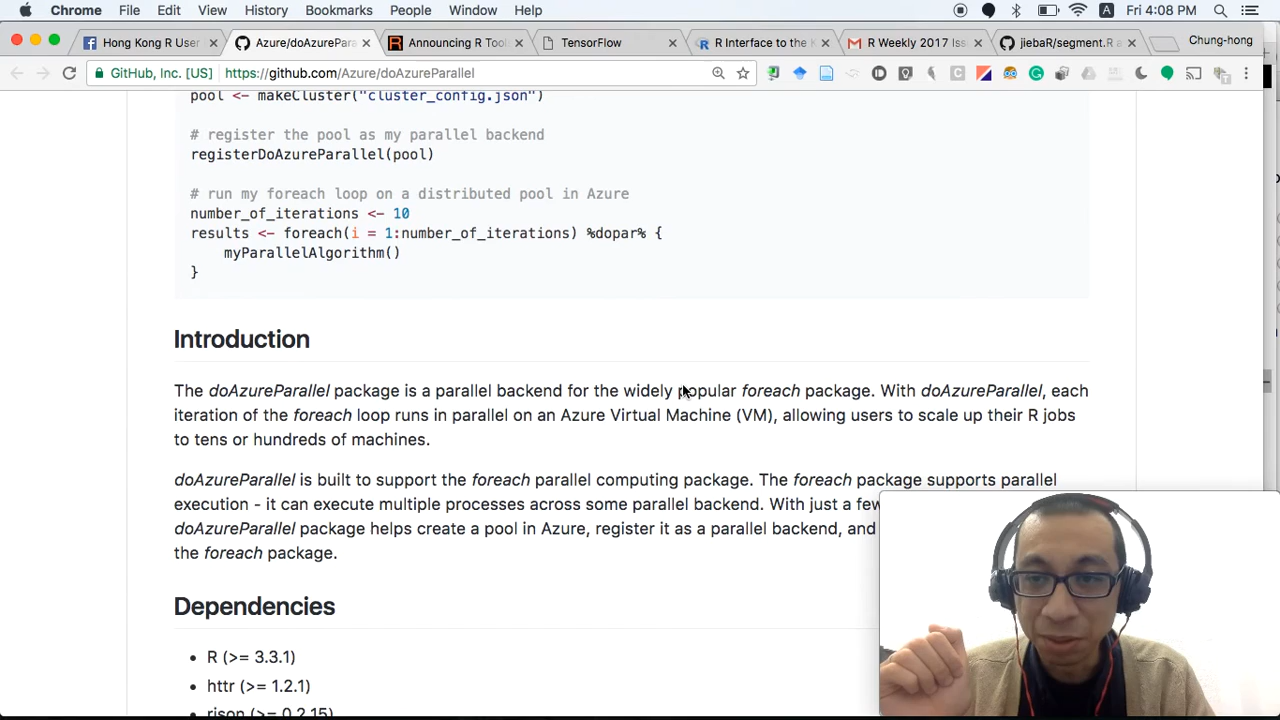 Chrome File Edit View History Bookmarks People Window Help
A Fri 4:08 PM
Hong Kong R User
Azure/doAzurePara
Announcing R Tool
TensorFlow
R Interface to the
R Weekly 2017 Iss
jiebaR/segment.R a
Chung-hong
GitHub, Inc. [US] https://github.com/Azure/doAzureParallel
pool <- makeCluster("cluster_config.json")
# register the pool as my parallel backend
registerDoAzureParallel(pool)
# run my foreach loop on a distributed pool in Azure
number_of_iterations <- 10
results <- foreach(i = 1:number_of_iterations) %dopar% {
myParallelAlgorithm()
}
Introduction
The doAzureParallel package is a parallel backend for the widely popular foreach package. With doAzureParallel, each
iteration of the foreach loop runs in parallel on an Azure Virtual Machine (VM), allowing users to scale up their R jobs
to tens or hundreds of machines.
doAzureParallel is built to support the foreach parallel computing package. The foreach package supports parallel
execution - it can execute multiple processes across some parallel backend. With just a few
doAzureParallel package helps create a pool in Azure, register it as a parallel backend, and
the foreach package.
Dependencies
• R (>= 3.3.1)
• httr (>= 1.2.1)
• rjson (>= 0.2.15)